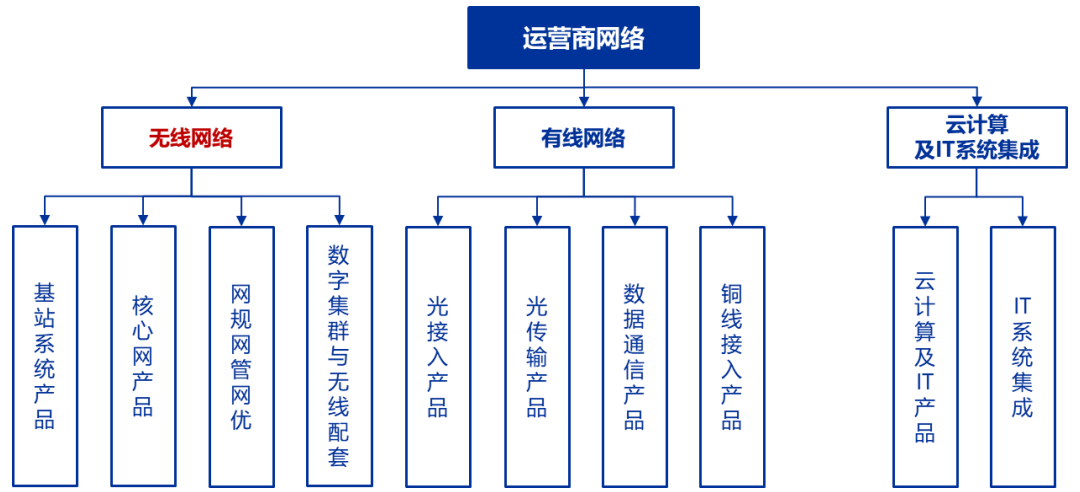 运营商网络
无线网络
有线网络
云计算
及IT系统集成
基站系统产品
核心网产品
网规网管网优
数字集群与无线配套
光接入产品
光传输产品
数据通信产品
铜线接入产品
云计算及IT产品
IT系统集成